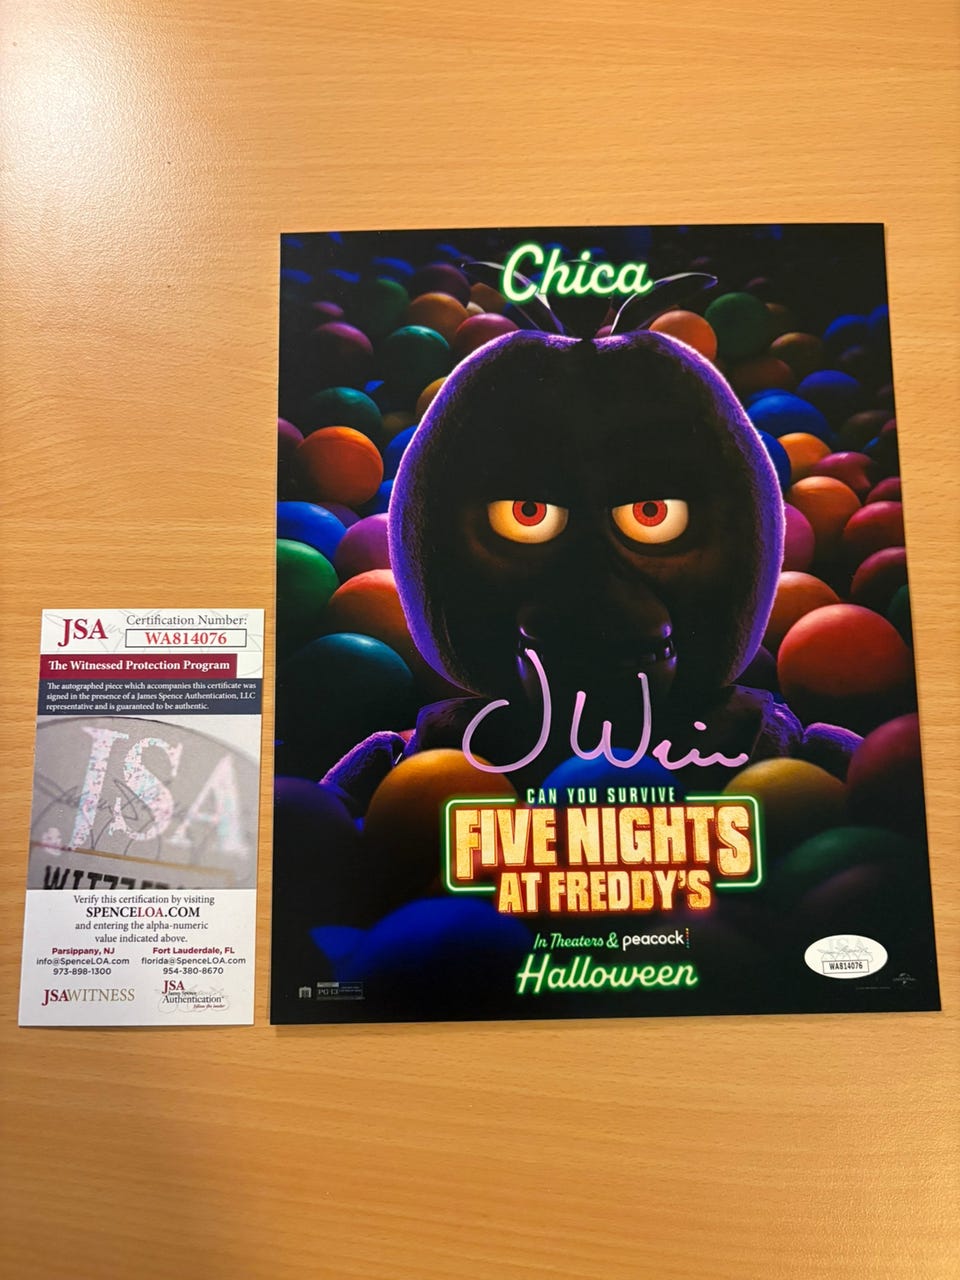 Chica
J Wei
CAN YOU SURVIVE
FIVE NIGHTS
AT FREDDY'S
In Theaters & peacock
Halloween
PG-13
WA814076
JSA
Certification Number:
WA814076
The Witnessed Protection Program
The autographed piece which accompanies this certificate was
signed in the presence of a James Spence Authentication, LLC
representative and is guaranteed to be authentic.
JSA
Verify this certification by visiting
SPENCELOA.COM
and entering the alpha-numeric
value indicated above.
Parsippany, NJ
info@SpenceLOA.com
973-898-1300
Fort Lauderdale, FL
florida@SpenceLOA.com
954-380-8670
JSAWITNESS
JSA
Authentication